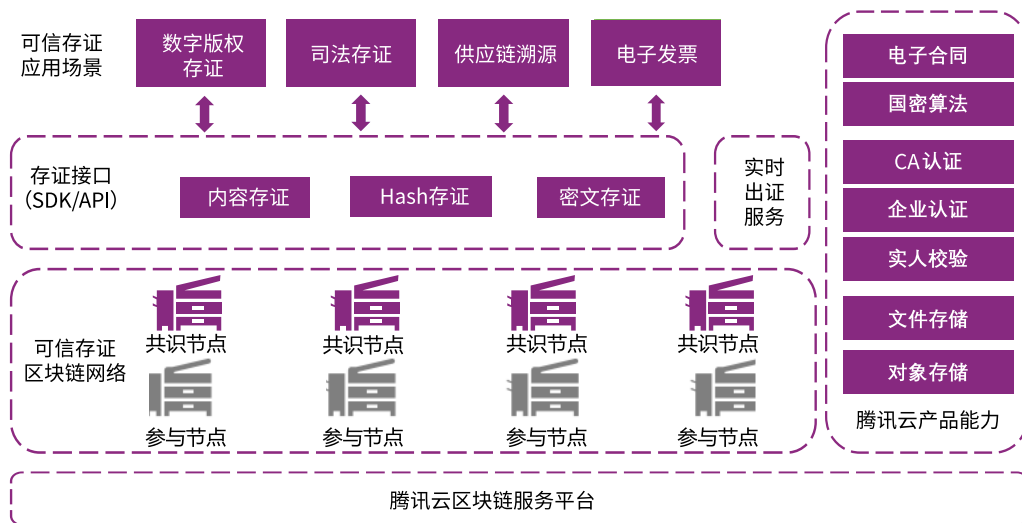 可信存证
应用场景
数字版权
存证
司法存证
供应链溯源
电子发票
存证接口
（SDK/API）
内容存证
Hash存证
密文存证
实时
出证
服务
可信存证
区块链网络
共识节点
共识节点
共识节点
共识节点
参与节点
参与节点
参与节点
参与节点
电子合同
国密算法
CA认证
企业认证
实人校验
文件存储
对象存储
腾讯云产品能力
腾讯云区块链服务平台